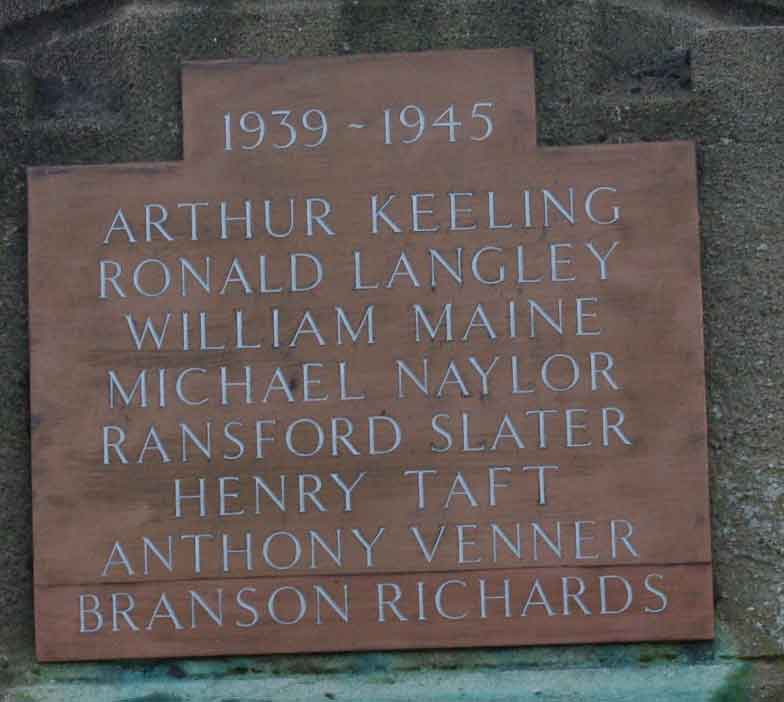 1939 ~ 1945
ARTHUR KEELING
RONALD LANGLEY
WILLIAM MAINE
MICHAEL NAYLOR
RANSFORD SLATER
HENRY TAFT
ANTHONY VENNER
BRANSON RICHARDS